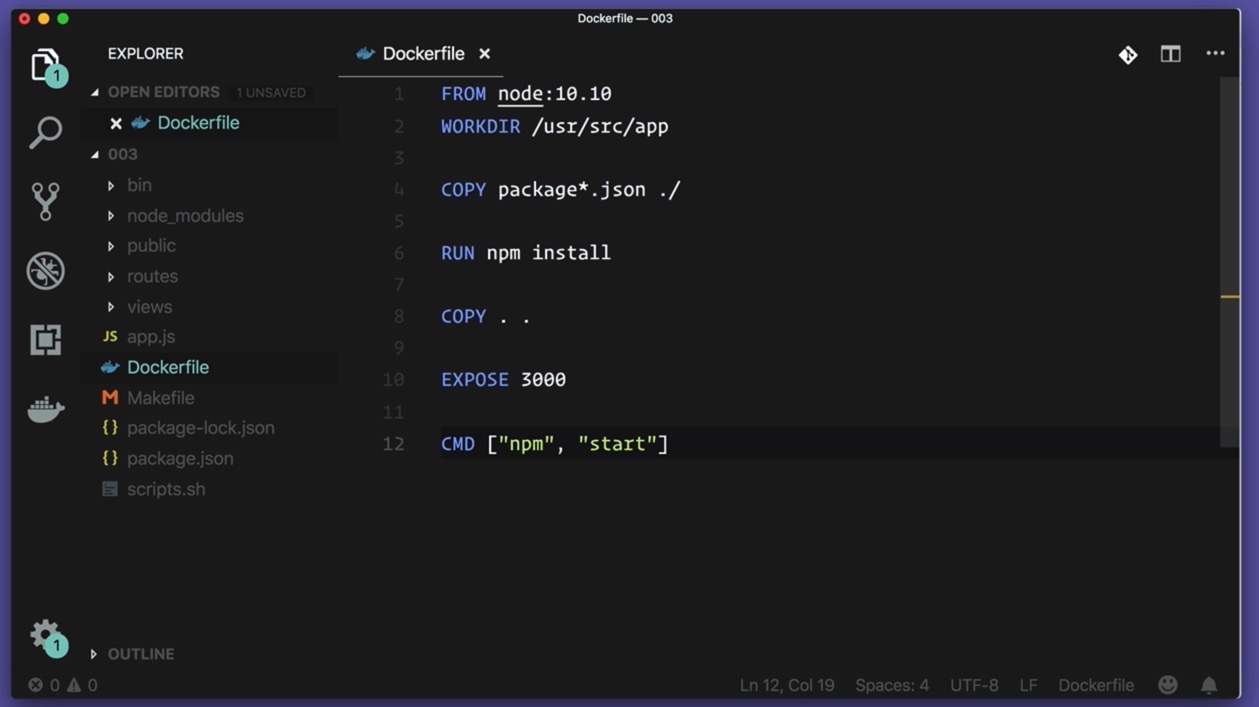 Dockerfile — 003
EXPLORER
OPEN EDITORS 1 UNSAVED
Dockerfile
003
bin
node_modules
public
routes
views
JS app.js
Dockerfile
M Makefile
{} package-lock.json
{} package.json
scripts.sh
OUTLINE
1
1
Dockerfile
1 FROM node:10.10
2 WORKDIR /usr/src/app
3
4 COPY package*.json ./
5
6 RUN npm install
7
8 COPY . .
9
10 EXPOSE 3000
11
12 CMD ["npm", "start"]
0 0
Ln 12, Col 19 Spaces: 4 UTF-8 LF Dockerfile